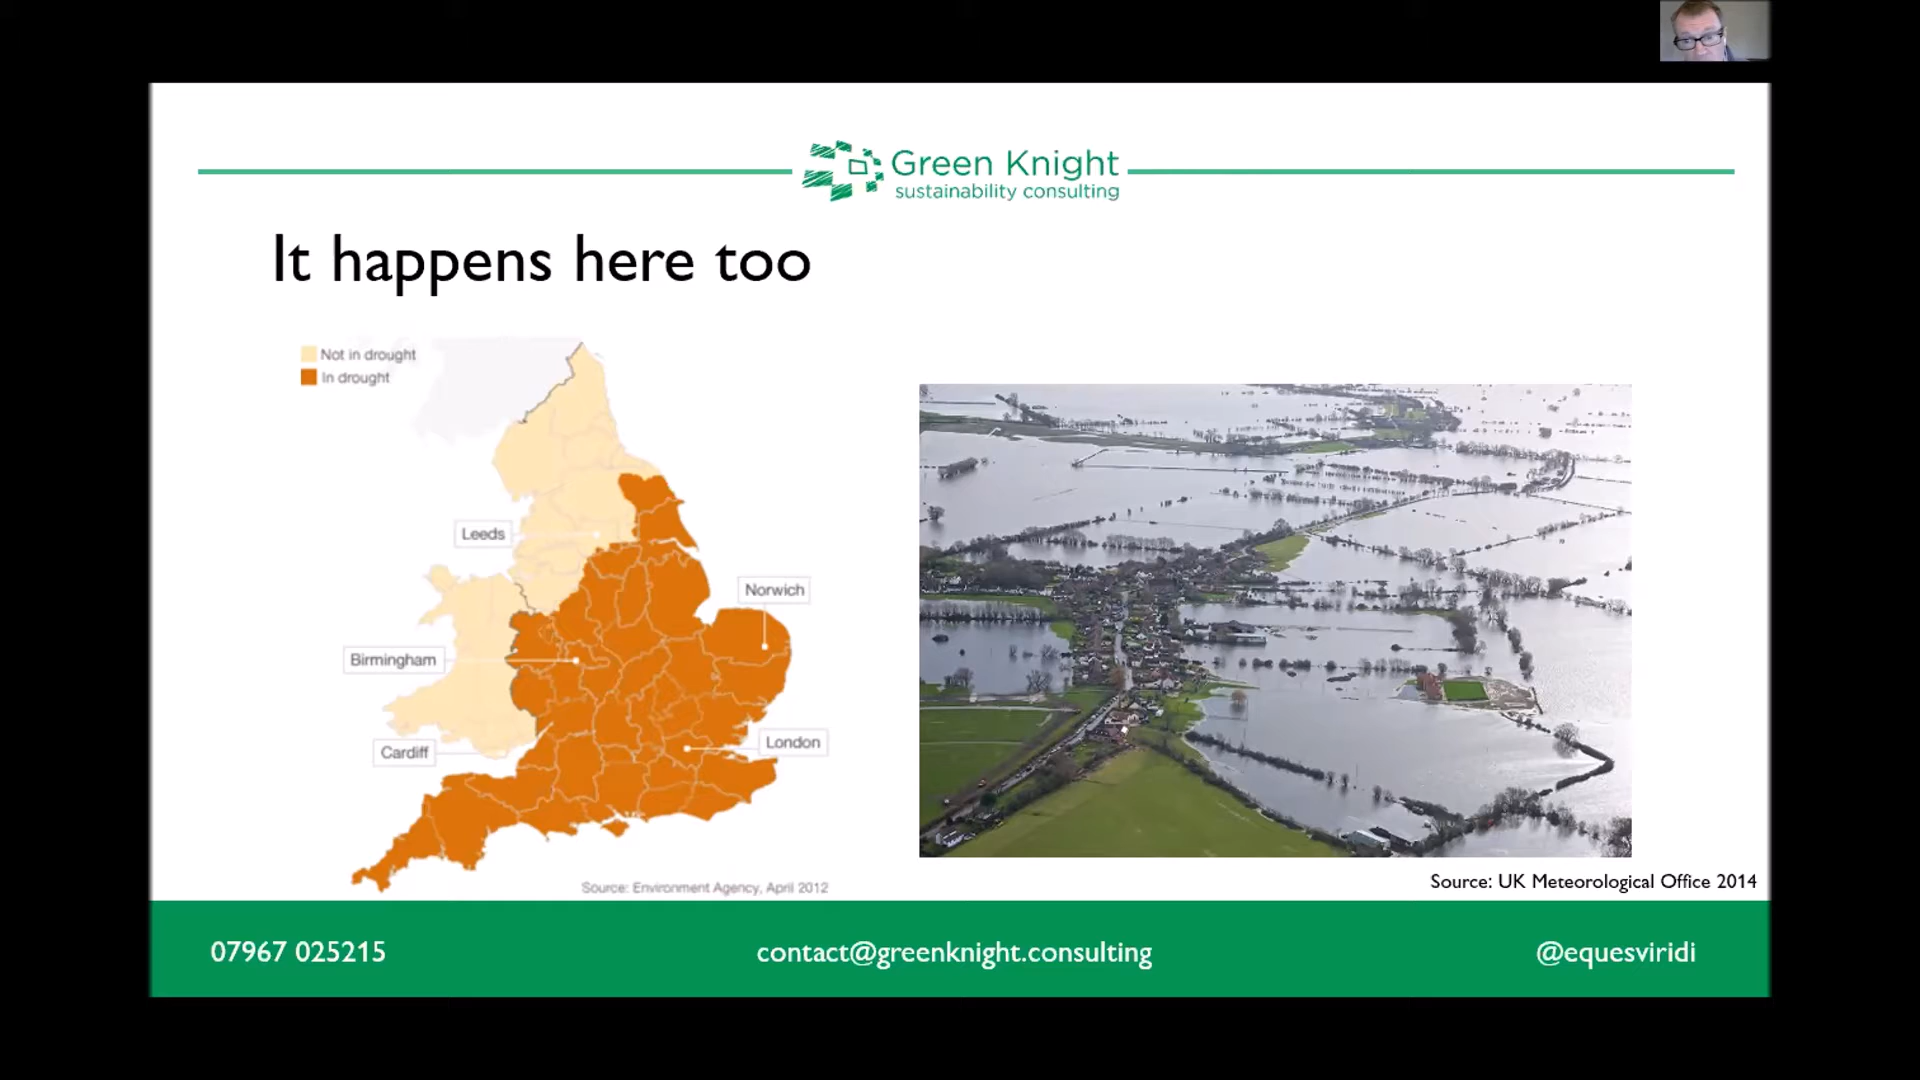 Green Knight
sustainability consulting
It happens here too
Not in drought
In drought
Leeds
Norwich
Birmingham
London
Cardiff
Source: Environment Agency, April 2012
Source: UK Meteorological Office 2014
07967 025215
contact@greenknight.consulting
@equesviridi